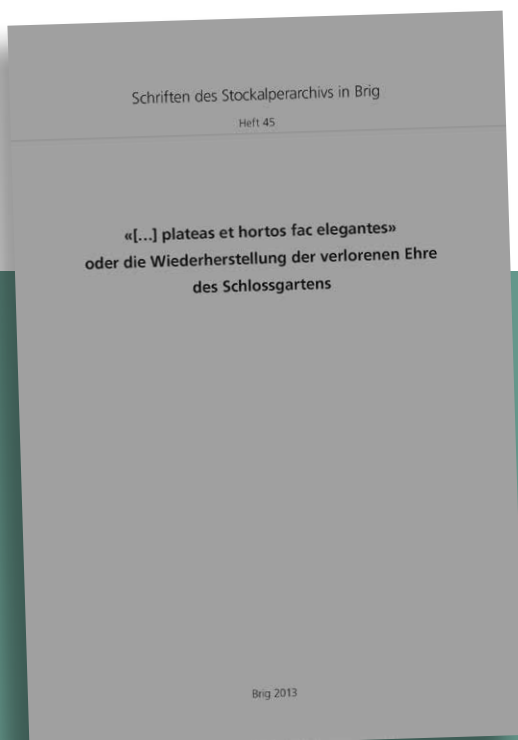 Schriften des Stockalperarchivs in Brig
Heft 45
«[...] plateas et hortos fac elegantes»
oder die Wiederherstellung der verlorenen Ehre
des Schlossgartens
Brig 2013